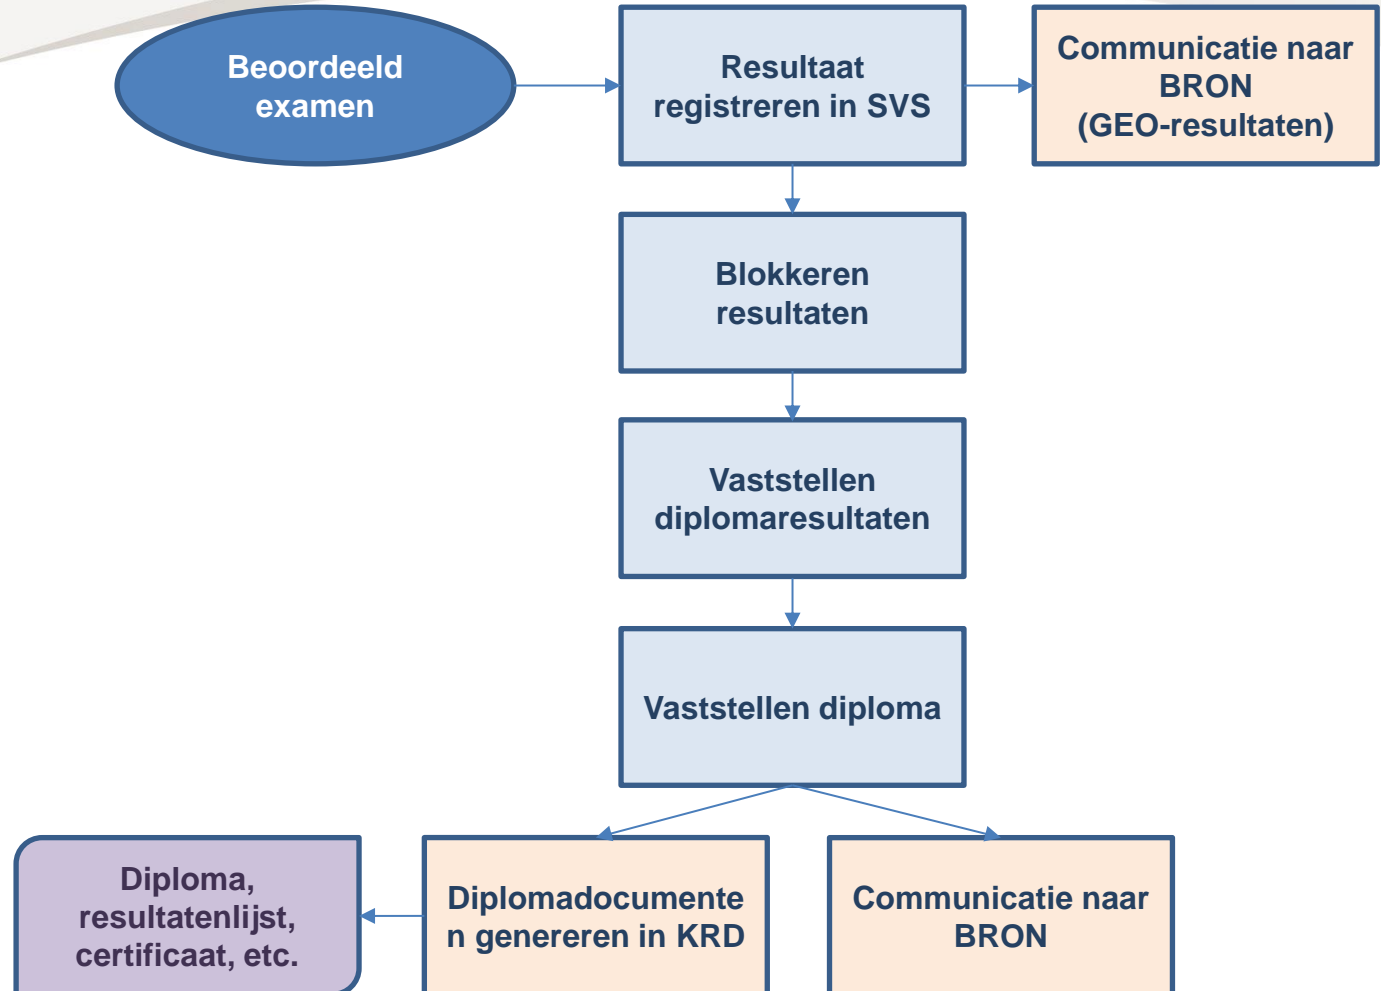 Beoordeeld
examen
Resultaat
registreren in SVS
Communicatie naar
BRON
(GEO-resultaten)
Blokkeren
resultaten
Vaststellen
diplomaresultaten
Vaststellen diploma
Diploma,
resultatenlijst,
certificaat, etc.
Diplomadocumente
n genereren in KRD
Communicatie naar
BRON